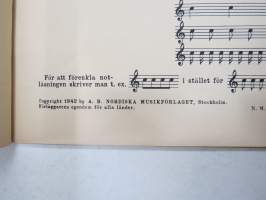 För att förenkla not-
läsningen skriver man t. ex. i stället för
Copyright 1942 by A. B. NORDISKA MUSIKFÖRLAGET, Stockholm.
Förlaggarens egendom för alla länder.
N. M.